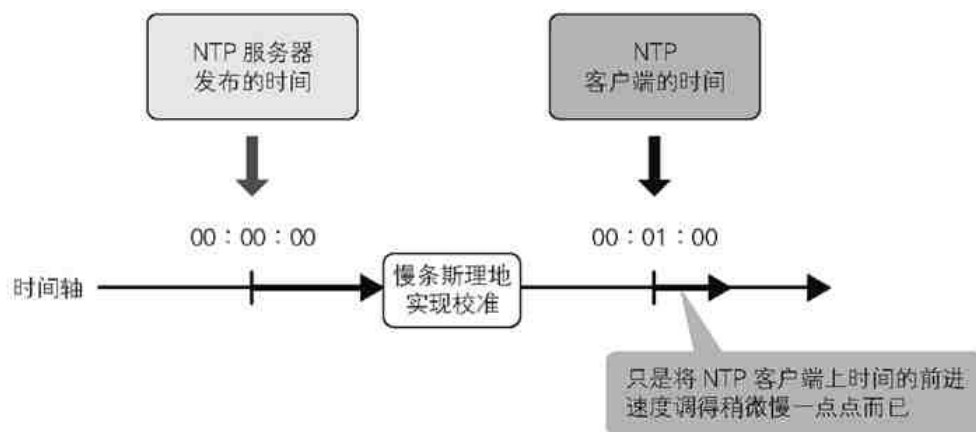 NTP 服务器
发布的时间
NTP
客户端的时间
00：00：00
00：01：00
时间轴
慢条斯理地
实现校准
只是将 NTP 客户端上时间的前进
速度调得稍微慢一点点而已